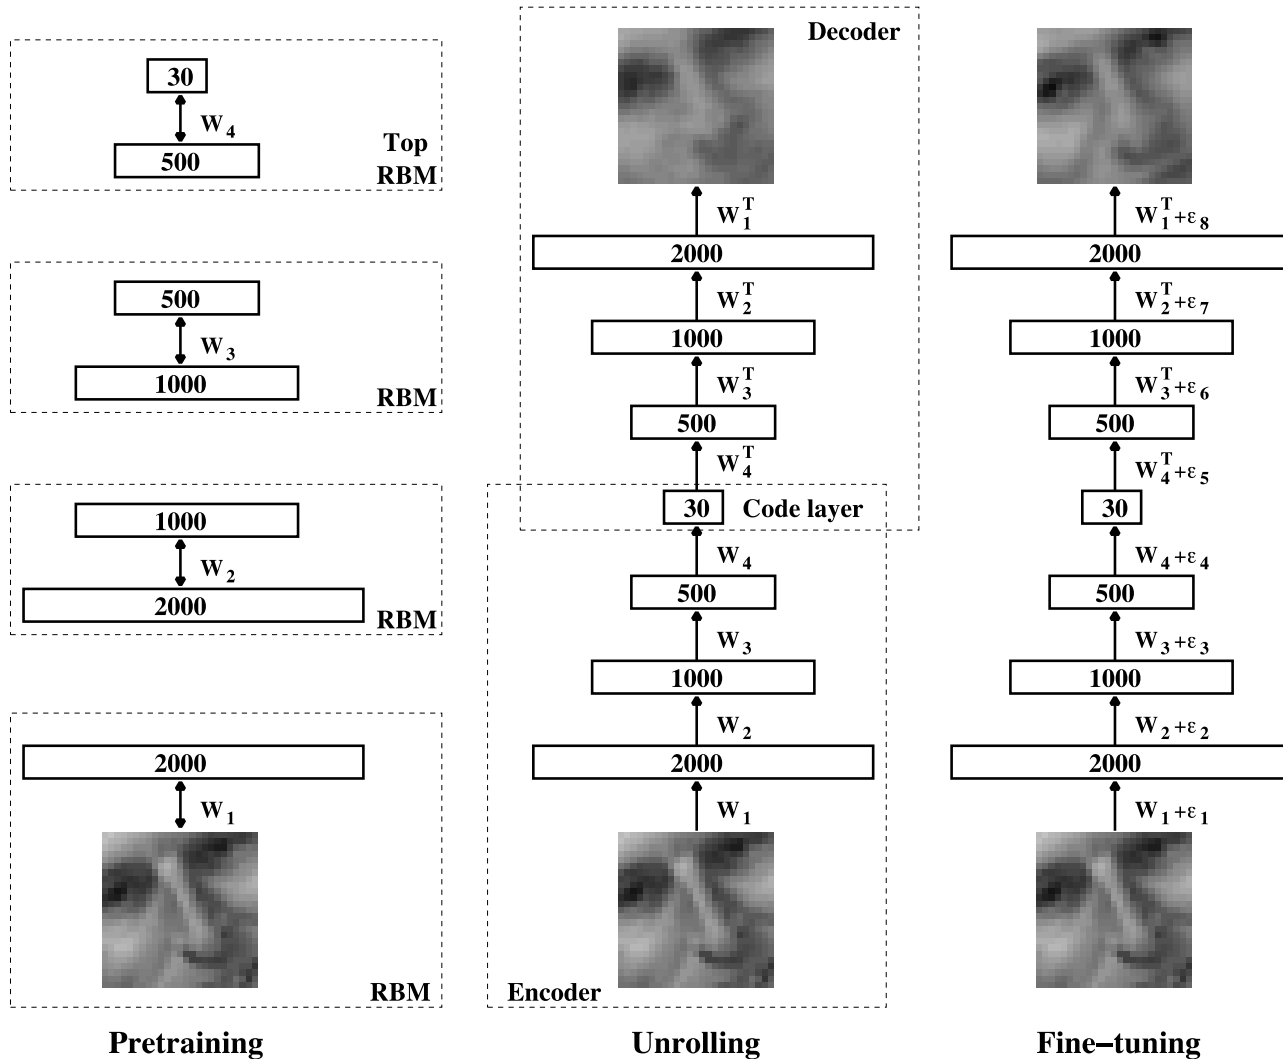 30
W₄
500
Top
RBM
500
W₃
1000
RBM
1000
W₂
2000
RBM
2000
W₁
RBM
Pretraining
Decoder
W₁ᵀ
2000
W₂ᵀ
1000
W₃ᵀ
500
W₄ᵀ
30 Code layer
W₄
500
W₃
1000
W₂
2000
W₁
Encoder
Unrolling
W₁ᵀ+ε₈
2000
W₂ᵀ+ε₇
1000
W₃ᵀ+ε₆
500
W₄ᵀ+ε₅
30
W₄+ε₄
500
W₃+ε₃
1000
W₂+ε₂
2000
W₁+ε₁
Fine−tuning